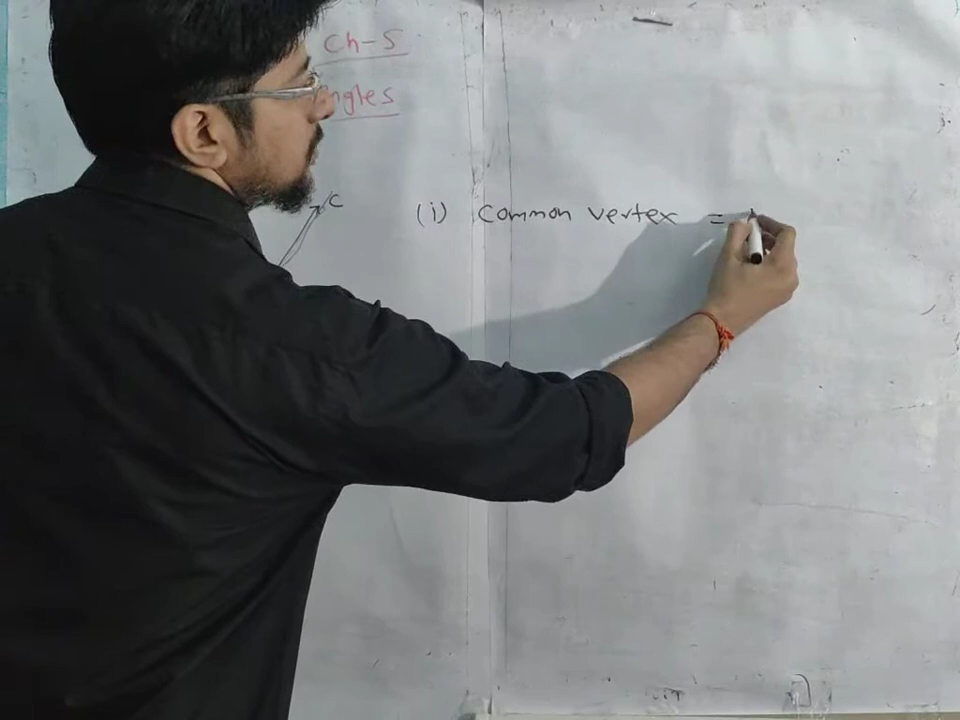 Ch-5
ngles
C
(i) Common vertex =